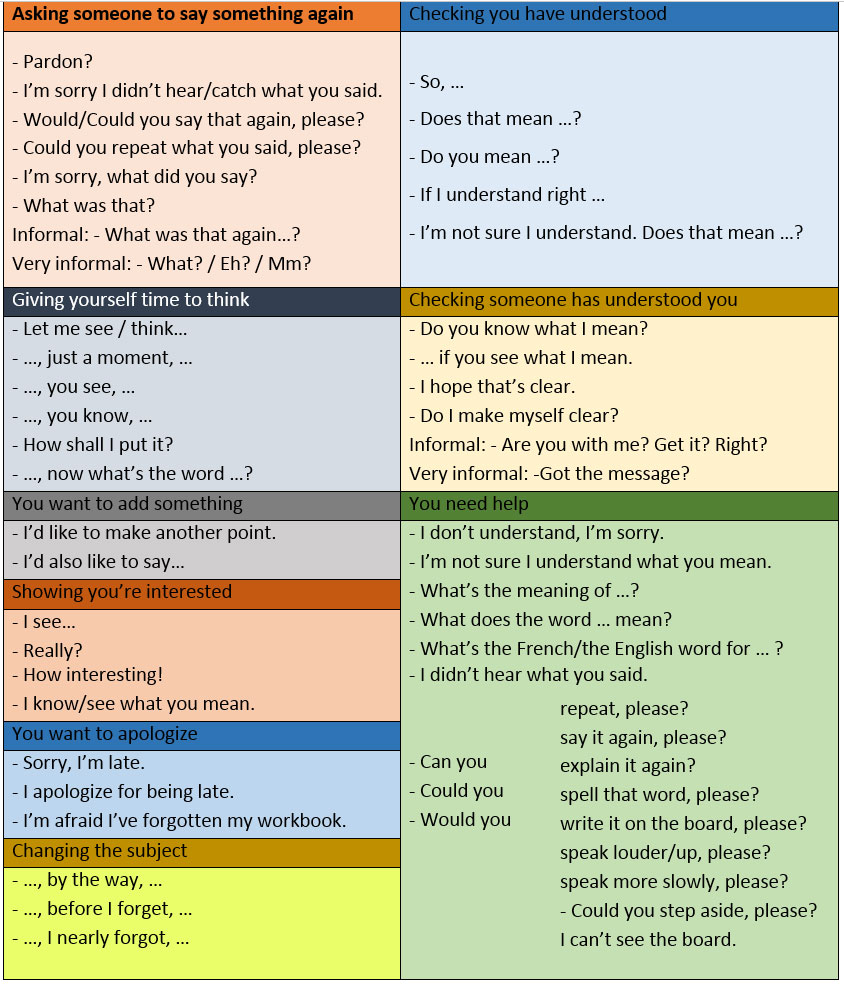 Asking someone to say something again
- Pardon?
- I’m sorry I didn’t hear/catch what you said.
- Would/Could you say that again, please?
- Could you repeat what you said, please?
- I’m sorry, what did you say?
- What was that?
Informal: - What was that again…?
Very informal: - What? / Eh? / Mm?
Checking you have understood
- So, …
- Does that mean …?
- Do you mean …?
- If I understand right …
- I’m not sure I understand. Does that mean …?
Giving yourself time to think
- Let me see / think…
- …, just a moment, …
- …, you see, …
- …, you know, …
- How shall I put it?
- …, now what’s the word …?
Checking someone has understood you
- Do you know what I mean?
- … if you see what I mean.
- I hope that’s clear.
- Do I make myself clear?
Informal: - Are you with me? Get it? Right?
Very informal: -Got the message?
You want to add something
- I’d like to make another point.
- I’d also like to say…
Showing you’re interested
- I see…
- Really?
- How interesting!
- I know/see what you mean.
You want to apologize
- Sorry, I’m late.
- I apologize for being late.
- I’m afraid I’ve forgotten my workbook.
Changing the subject
- …, by the way, …
- …, before I forget, …
- …, I nearly forgot, …
You need help
- I don’t understand, I’m sorry.
- I’m not sure I understand what you mean.
- What’s the meaning of …?
- What does the word … mean?
- What’s the French/the English word for … ?
- I didn’t hear what you said.
- Can you
- Could you
- Would you
repeat, please?
say it again, please?
explain it again?
spell that word, please?
write it on the board, please?
speak louder/up, please?
speak more slowly, please?
- Could you step aside, please?
I can’t see the board.